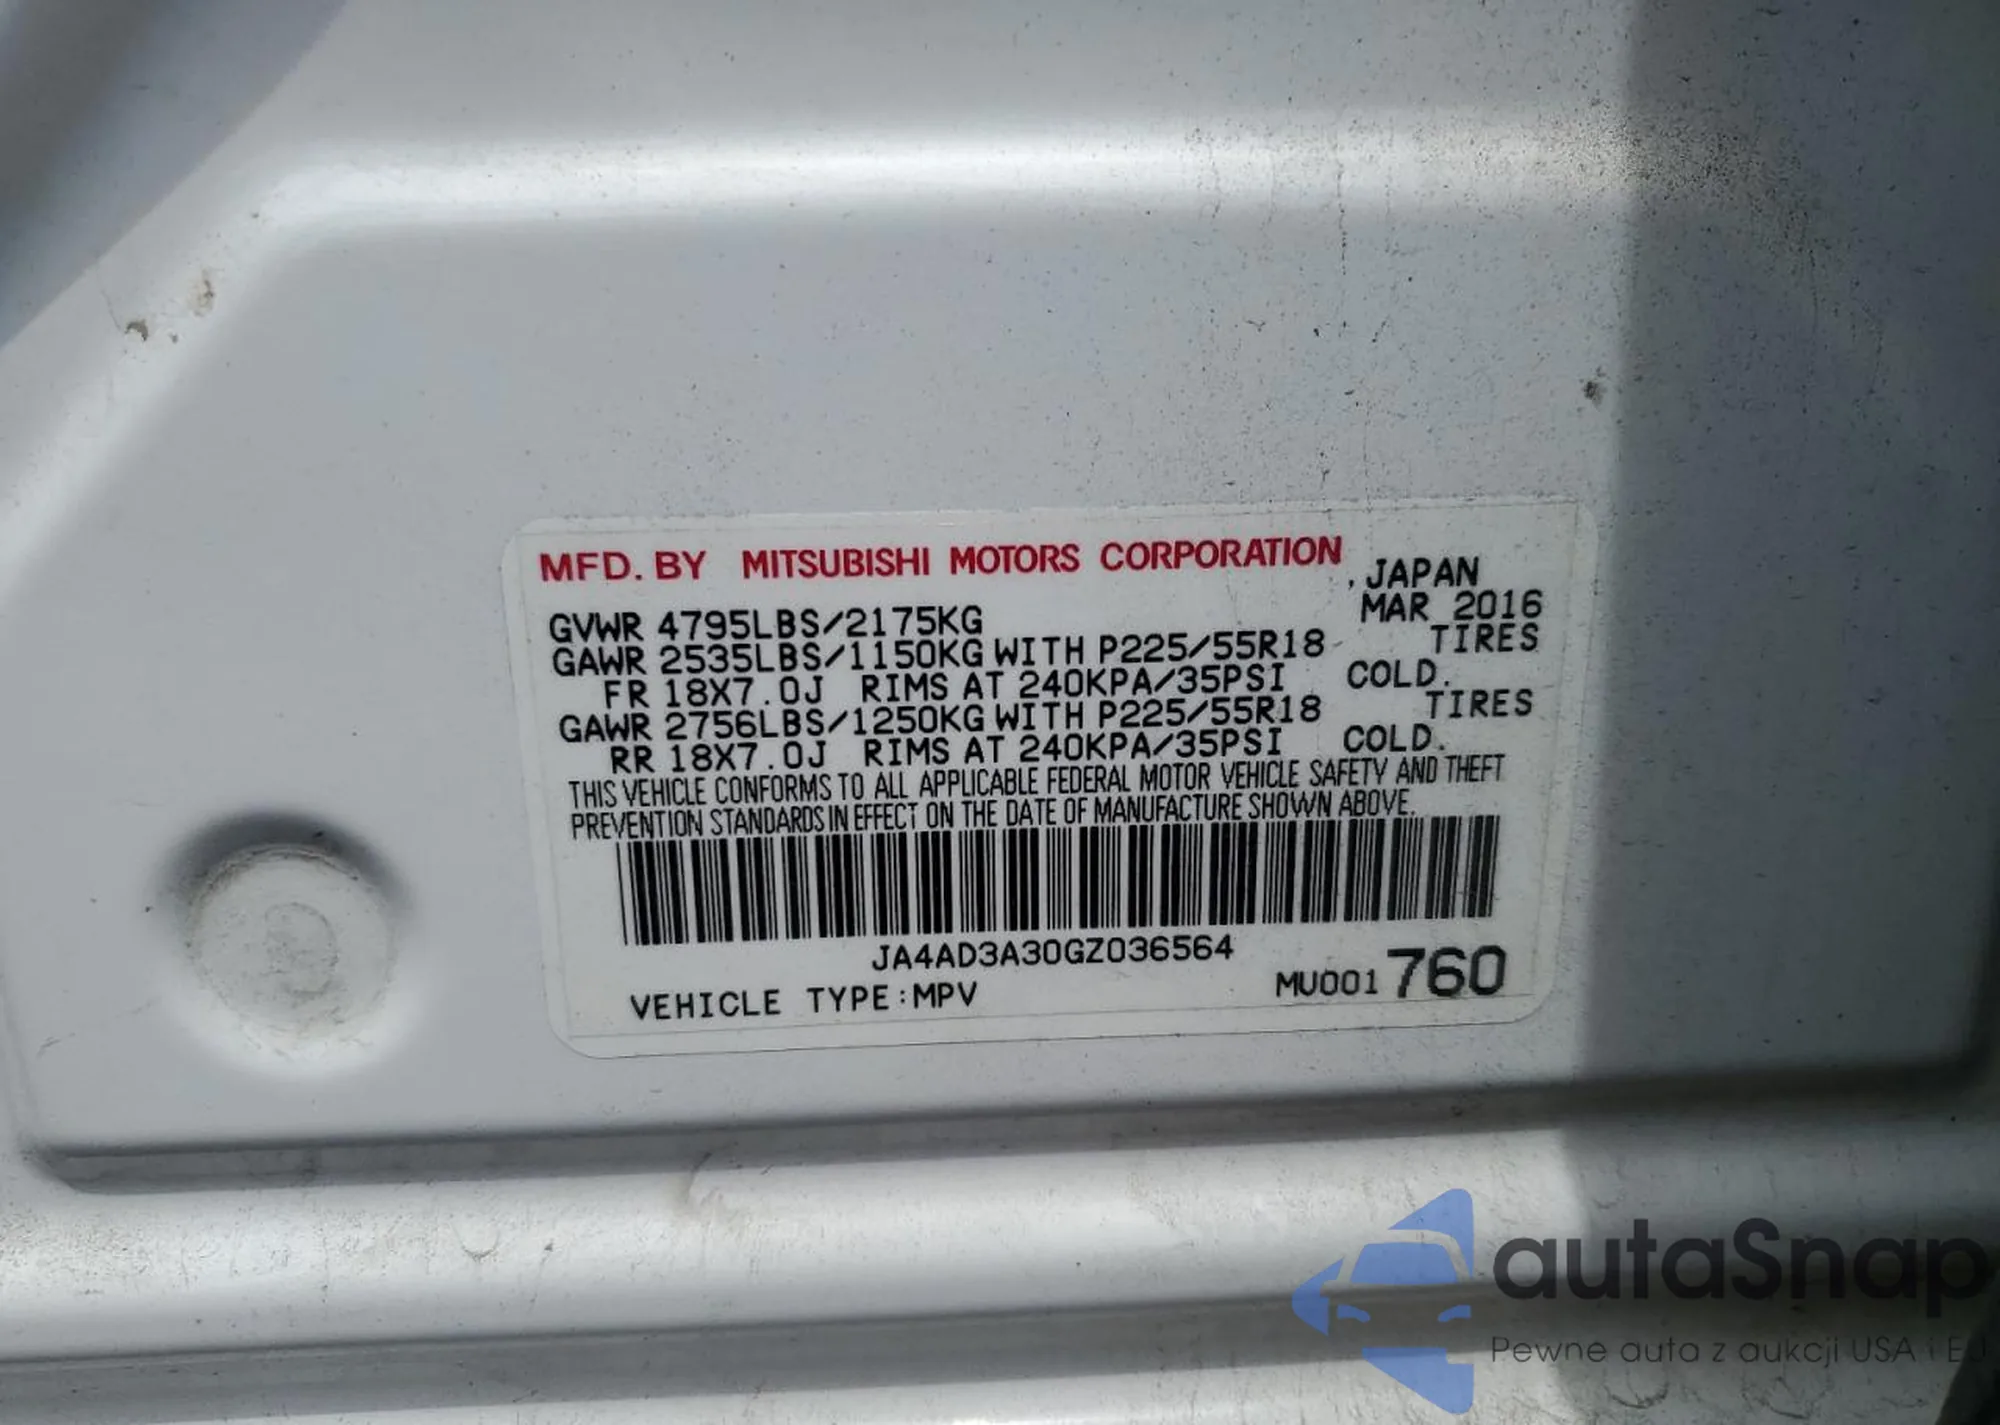 MFD. BY MITSUBISHI MOTORS CORPORATION
, JAPAN
GVWR 4795LBS/2175KG MAR 2016
GAWR 2535LBS/1150KG WITH P225/55R18 TIRES
FR 18X7.0J RIMS AT 240KPA/35PSI COLD.
GAWR 2756LBS/1250KG WITH P225/55R18 TIRES
RR 18X7.0J RIMS AT 240KPA/35PSI COLD.
THIS VEHICLE CONFORMS TO ALL APPLICABLE FEDERAL MOTOR VEHICLE SAFETY AND THEFT
PREVENTION STANDARDS IN EFFECT ON THE DATE OF MANUFACTURE SHOWN ABOVE.
JA4AD3A30GZ036564
VEHICLE TYPE:MPV MU001760
autaSnap
Pewne auta z aukcji USA i EU